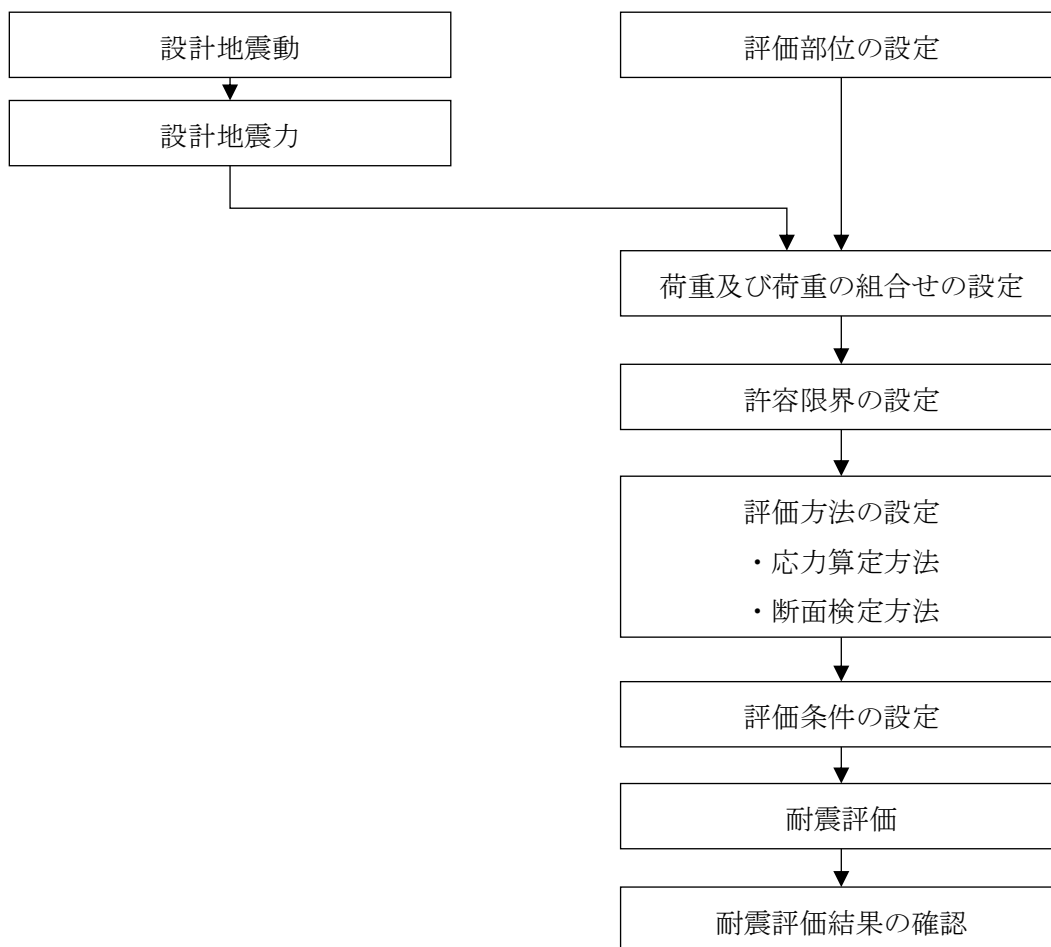 設計地震動
評価部位の設定
設計地震力
荷重及び荷重の組合せの設定
許容限界の設定
評価方法の設定
・応力算定方法
・断面検定方法
評価条件の設定
耐震評価
耐震評価結果の確認